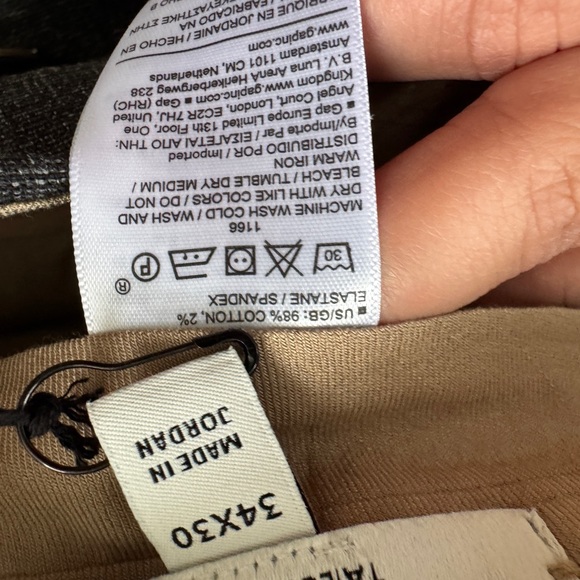 ■ US/GB: 98% COTTON, 2%
ELASTANE / SPANDEX
30 P ®
1166
MACHINE WASH COLD / WASH AND
DRY WITH LIKE COLORS / DO NOT
BLEACH / TUMBLE DRY MEDIUM /
WARM IRON
DISTRIBUIDO POR / Imported
By/Importe Par / ΕΙΣΑΓΕΤΑΙ ΑΠΟ ΤΗΝ:
■ Gap Europe Limited 13th Floor, One
Angel Court, London, EC2R 7HJ, United
Kingdom www.gapinc.com ■ Gap (RHC)
B.V. Luna ArenA Herikerbergweg 238
Amsterdam 1101 CM, Netherlands
www.gapinc.com
EN JORDANIE / HECHO EN
/ FABRICADO NA
34X30
MADE IN
JORDAN